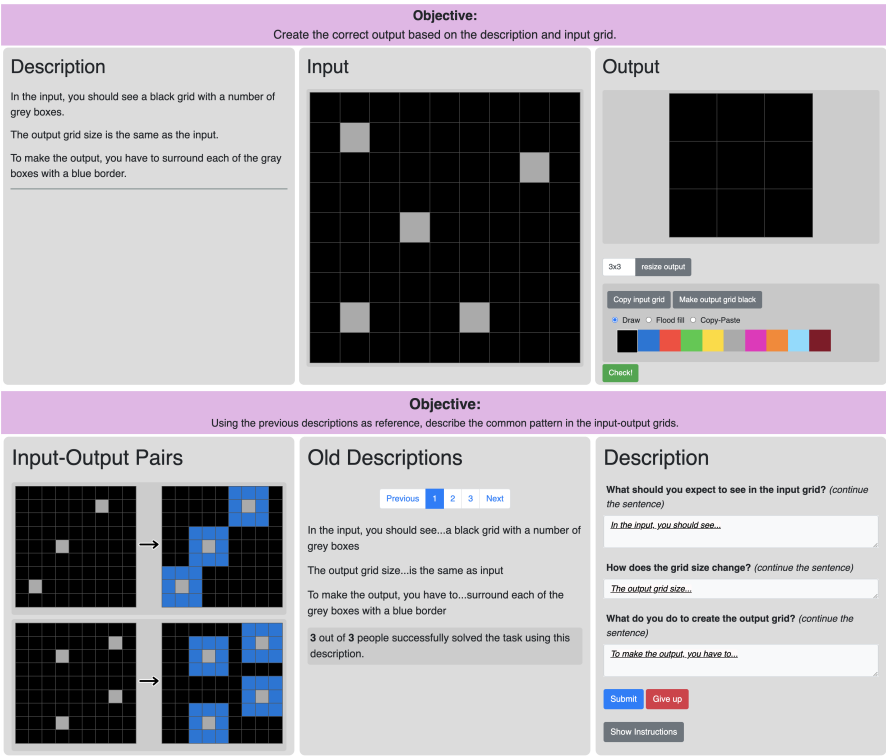 Objective:
Create the correct output based on the description and input grid.
Description
In the input, you should see a black grid with a number of
grey boxes.
The output grid size is the same as the input.
To make the output, you have to surround each of the gray
boxes with a blue border.
Input
Output
3x3
resize output
Copy input grid
Make output grid black
Draw
Flood fill
Copy-Paste
Check!
Objective:
Using the previous descriptions as reference, describe the common pattern in the input-output grids.
Input-Output Pairs
Old Descriptions
Previous 1 2 3 Next
In the input, you should see...a black grid with a number of
grey boxes
The output grid size...is the same as input
To make the output, you have to...surround each of the
grey boxes with a blue border
3 out of 3 people successfully solved the task using this
description.
Description
What should you expect to see in the input grid? (continue
the sentence)
In the input, you should see...
How does the grid size change? (continue the sentence)
The output grid size...
What do you do to create the output grid? (continue the
sentence)
To make the output, you have to...
Submit
Give up
Show Instructions